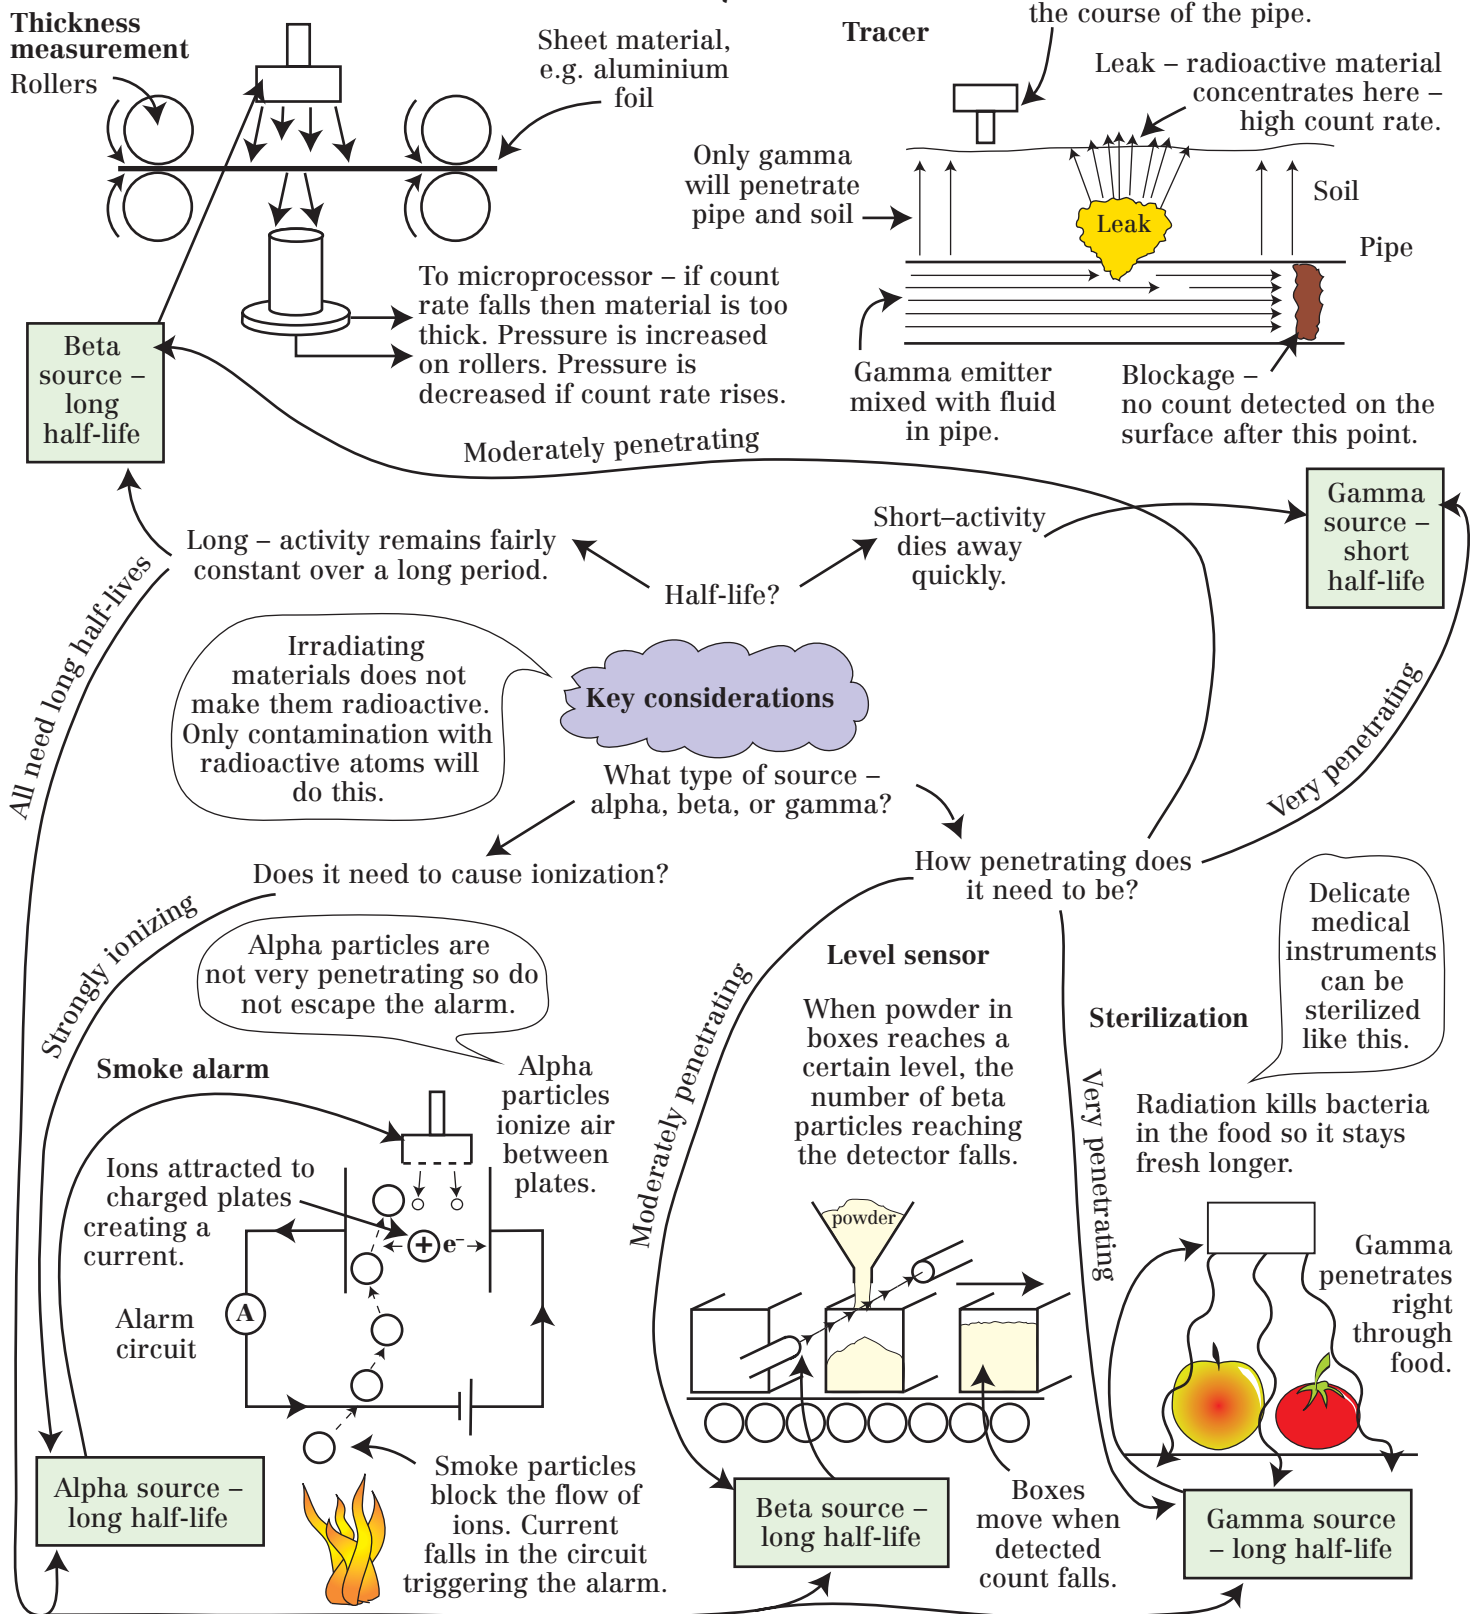 Thickness
measurement
Rollers
Sheet material,
e.g. aluminium
foil
To microprocessor – if count
rate falls then material is too
thick. Pressure is increased
on rollers. Pressure is
decreased if count rate rises.
Tracer
the course of the pipe.
Leak – radioactive material
concentrates here –
high count rate.
Only gamma
will penetrate
pipe and soil
Leak
Soil
Pipe
Gamma emitter
mixed with fluid
in pipe.
Blockage –
no count detected on the
surface after this point.
Beta
source –
long
half-life
Moderately penetrating
Gamma
source –
short
half-life
Long – activity remains fairly
constant over a long period.
Short–activity
dies away
quickly.
Half-life?
All need long half-lives
Irradiating
materials does not
make them radioactive.
Only contamination with
radioactive atoms will
do this.
Key considerations
What type of source –
alpha, beta, or gamma?
Very penetrating
Does it need to cause ionization?
How penetrating does
it need to be?
Strongly ionizing
Alpha particles are
not very penetrating so do
not escape the alarm.
Smoke alarm
Alpha
particles
ionize air
between
plates.
Ions attracted to
charged plates
creating a
current.
+ e–
A
Alarm
circuit
Smoke particles
block the flow of
ions. Current
falls in the circuit
triggering the alarm.
Alpha source –
long half-life
Moderately penetrating
Level sensor
When powder in
boxes reaches a
certain level, the
number of beta
particles reaching
the detector falls.
powder
Beta source –
long half-life
Boxes
move when
detected
count falls.
Very penetrating
Sterilization
Delicate
medical
instruments
can be
sterilized
like this.
Radiation kills bacteria
in the food so it stays
fresh longer.
Gamma
penetrates
right
through
food.
Gamma source
– long half-life